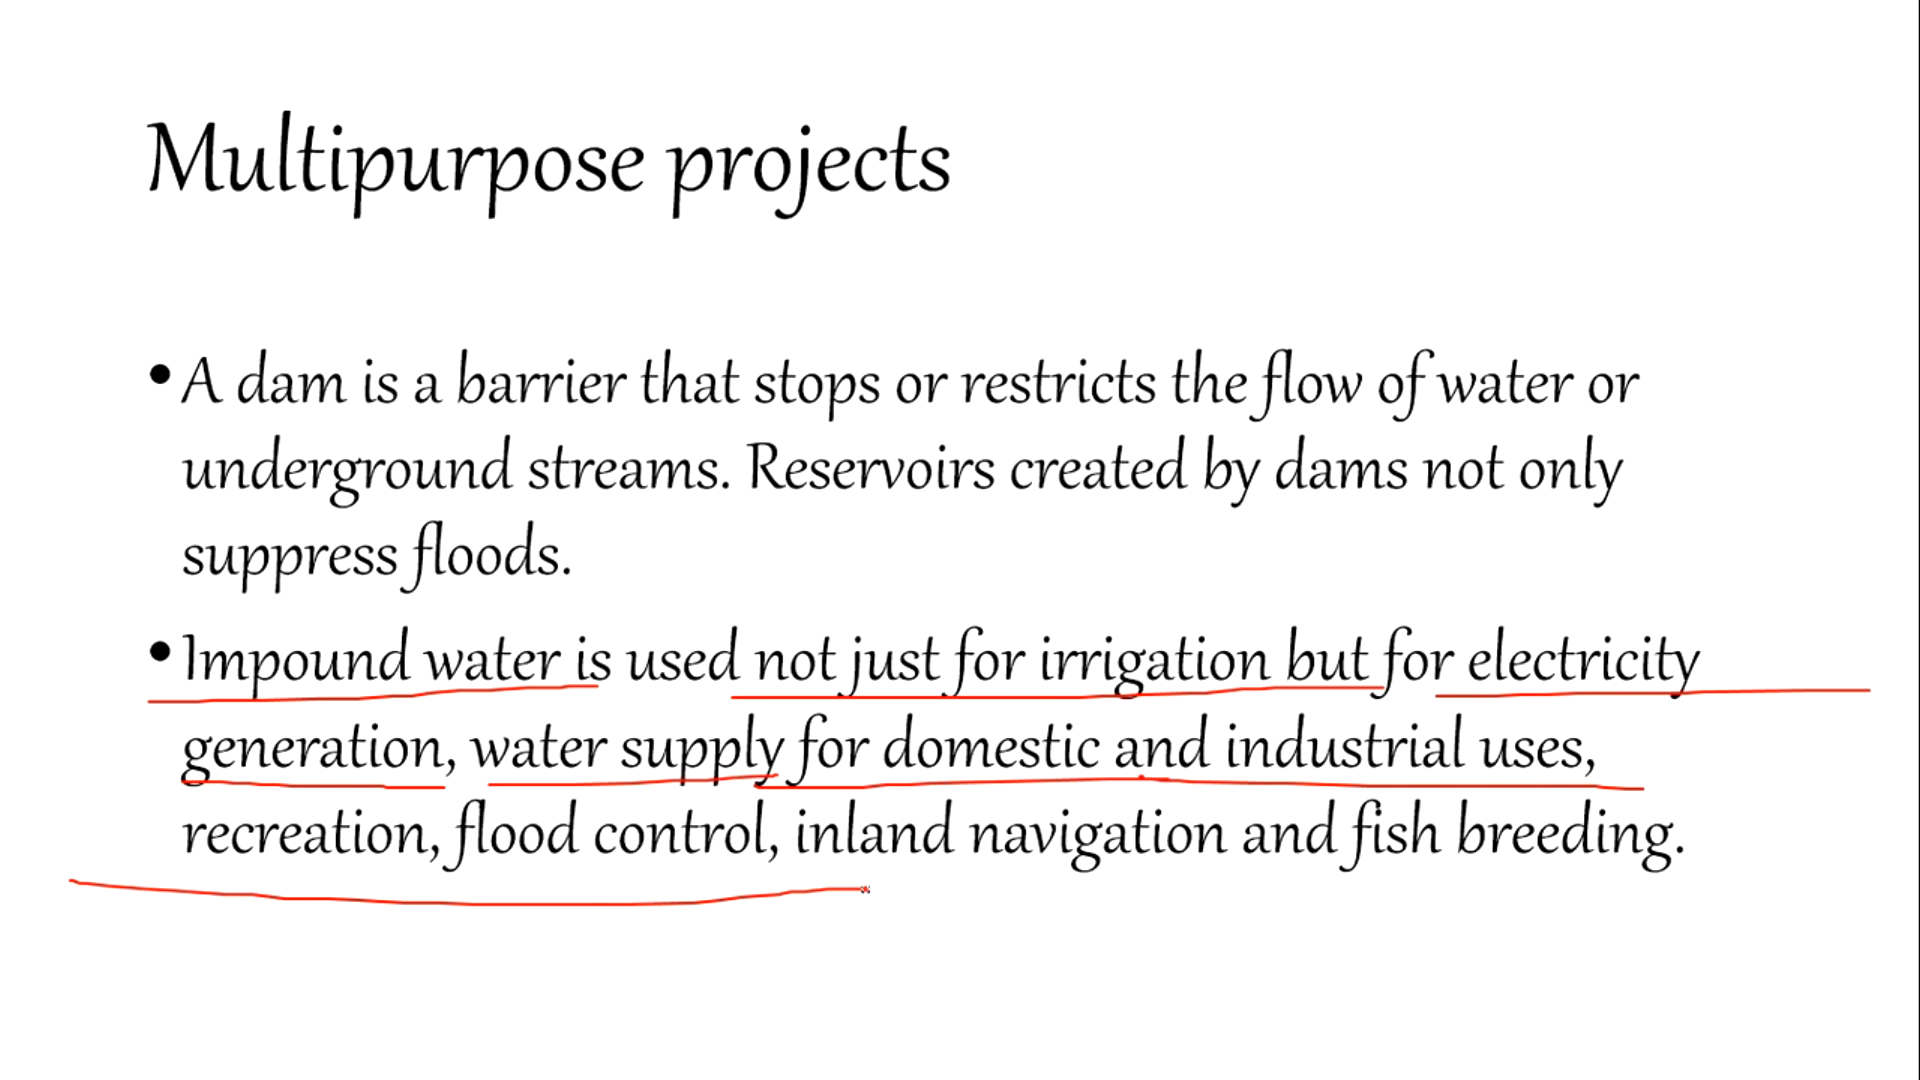 Multipurpose projects
• A dam is a barrier that stops or restricts the flow of water or
underground streams. Reservoirs created by dams not only
suppress floods.
• Impound water is used not just for irrigation but for electricity
generation, water supply for domestic and industrial uses,
recreation, flood control, inland navigation and fish breeding.